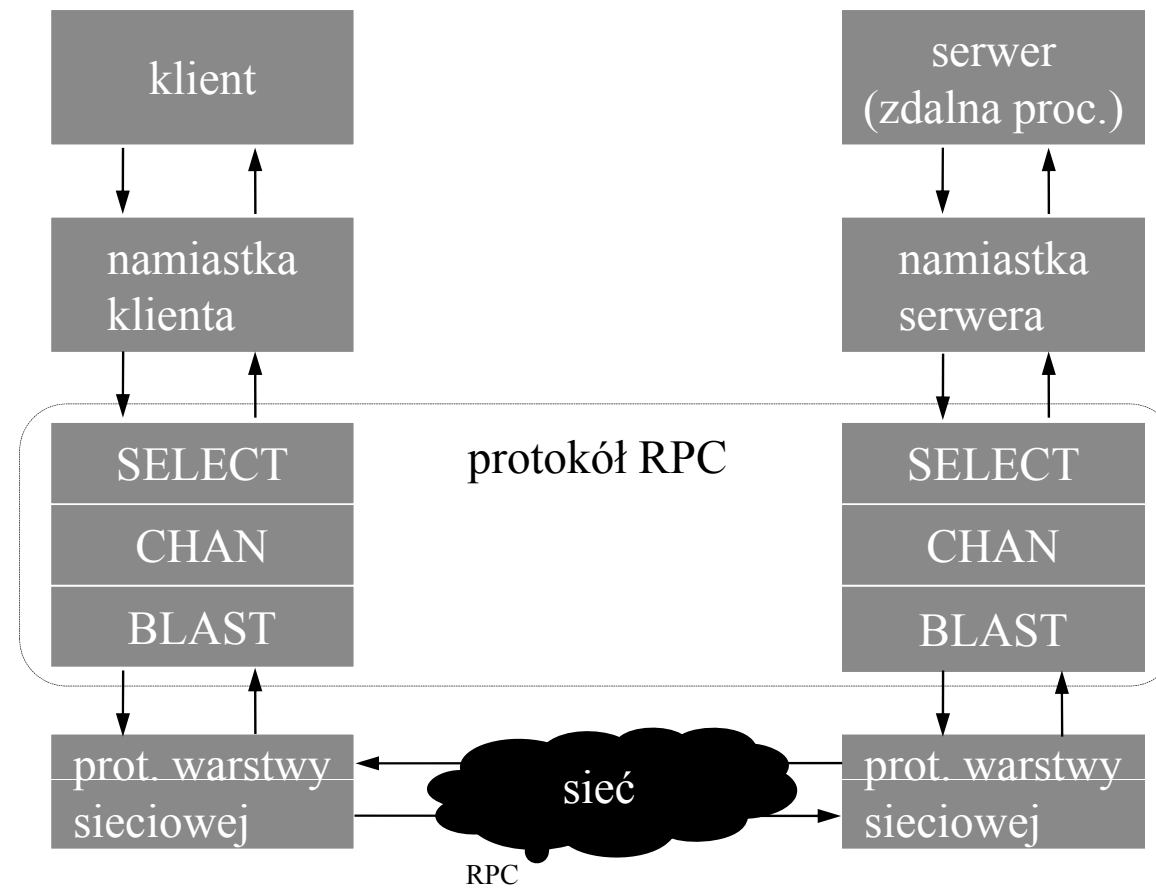 klient
serwer
(zdalna proc.)
namiastka
klienta
namiastka
serwera
protokół RPC
SELECT
CHAN
BLAST
SELECT
CHAN
BLAST
prot. warstwy
sieciowej
sieć
prot. warstwy
sieciowej
RPC